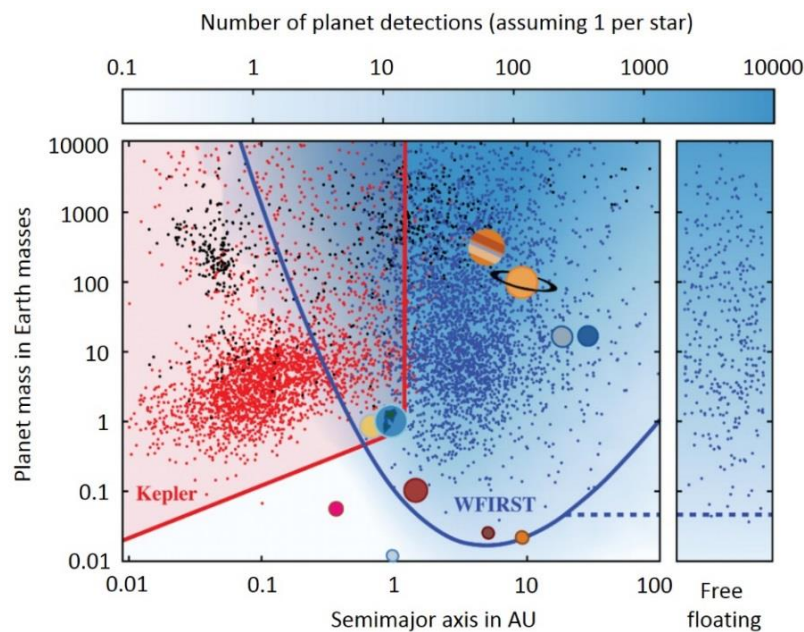 Number of planet detections (assuming 1 per star)
0.1 1 10 100 1000 10000
Planet mass in Earth masses
10000
1000
100
10
1
0.1
0.01
Kepler
WFIRST
0.01 0.1 1 10 100
Semimajor axis in AU
Free
floating